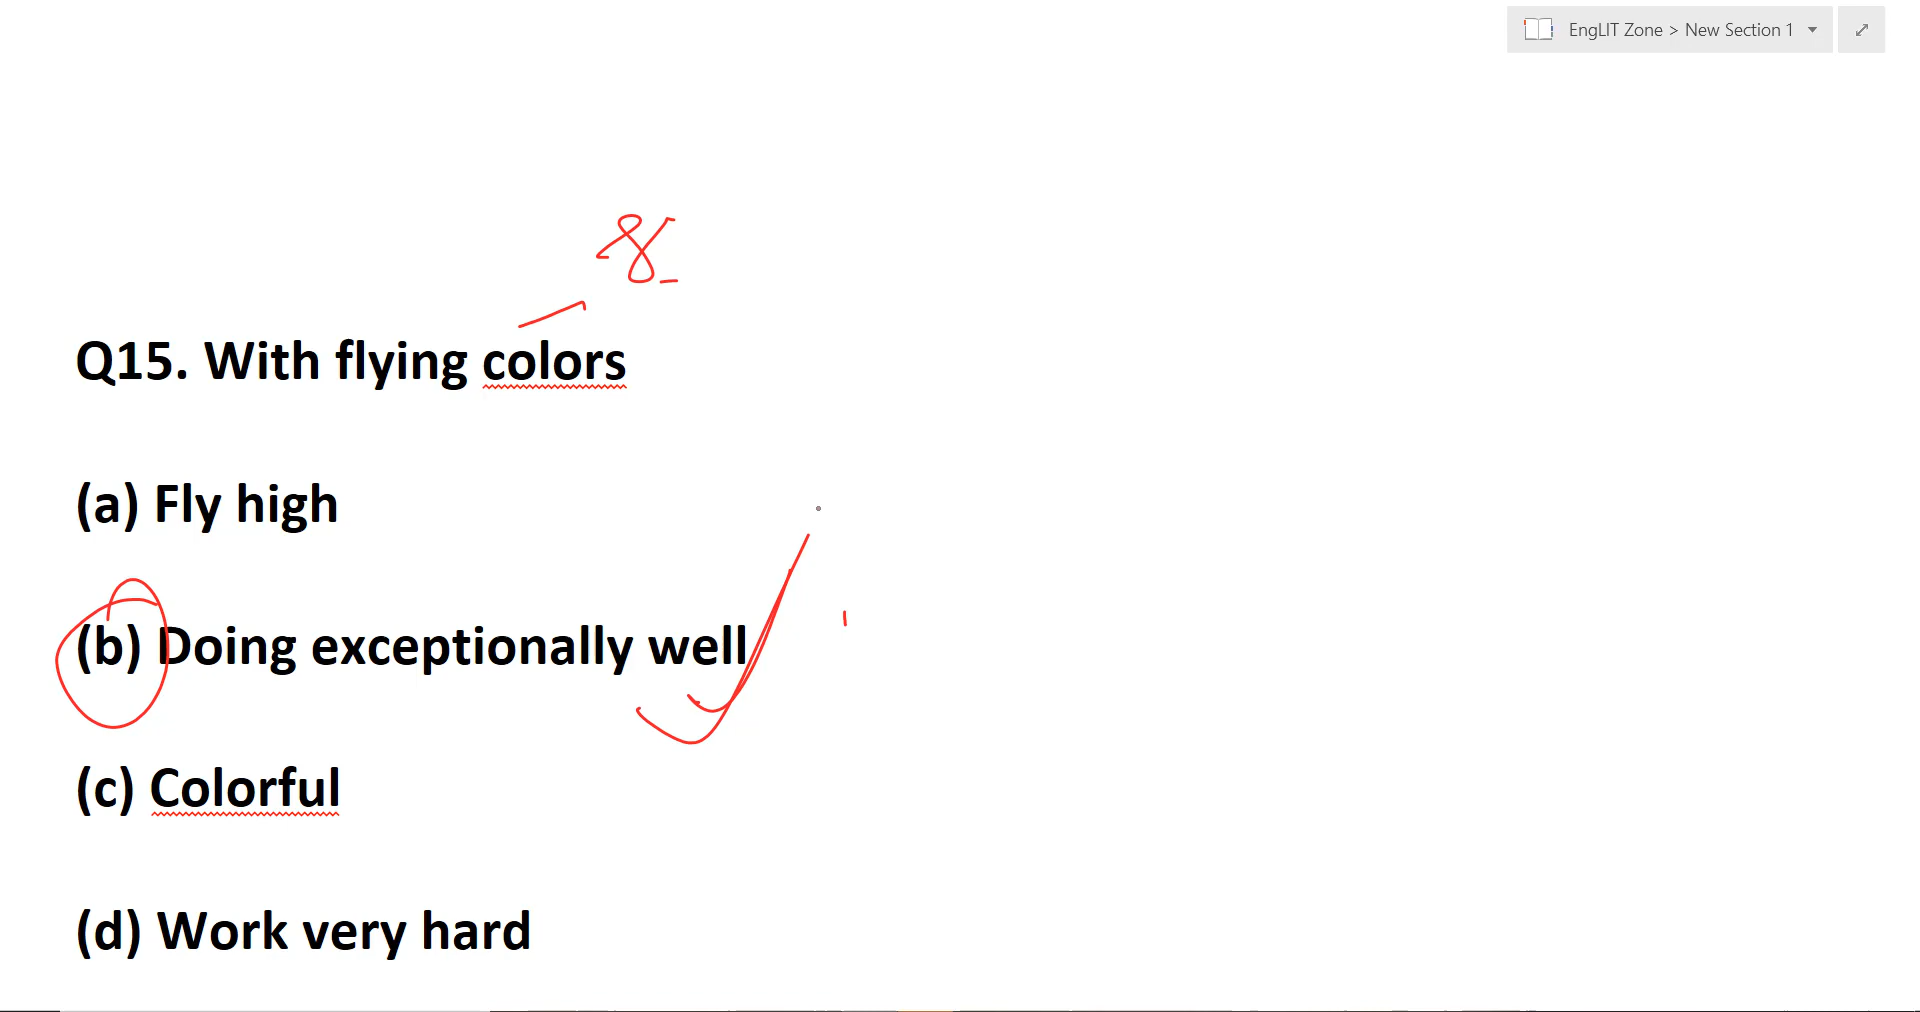 EngLIT Zone > New Section 1
Q15. With flying colors
(a) Fly high
(b) Doing exceptionally well
(c) Colorful
(d) Work very hard